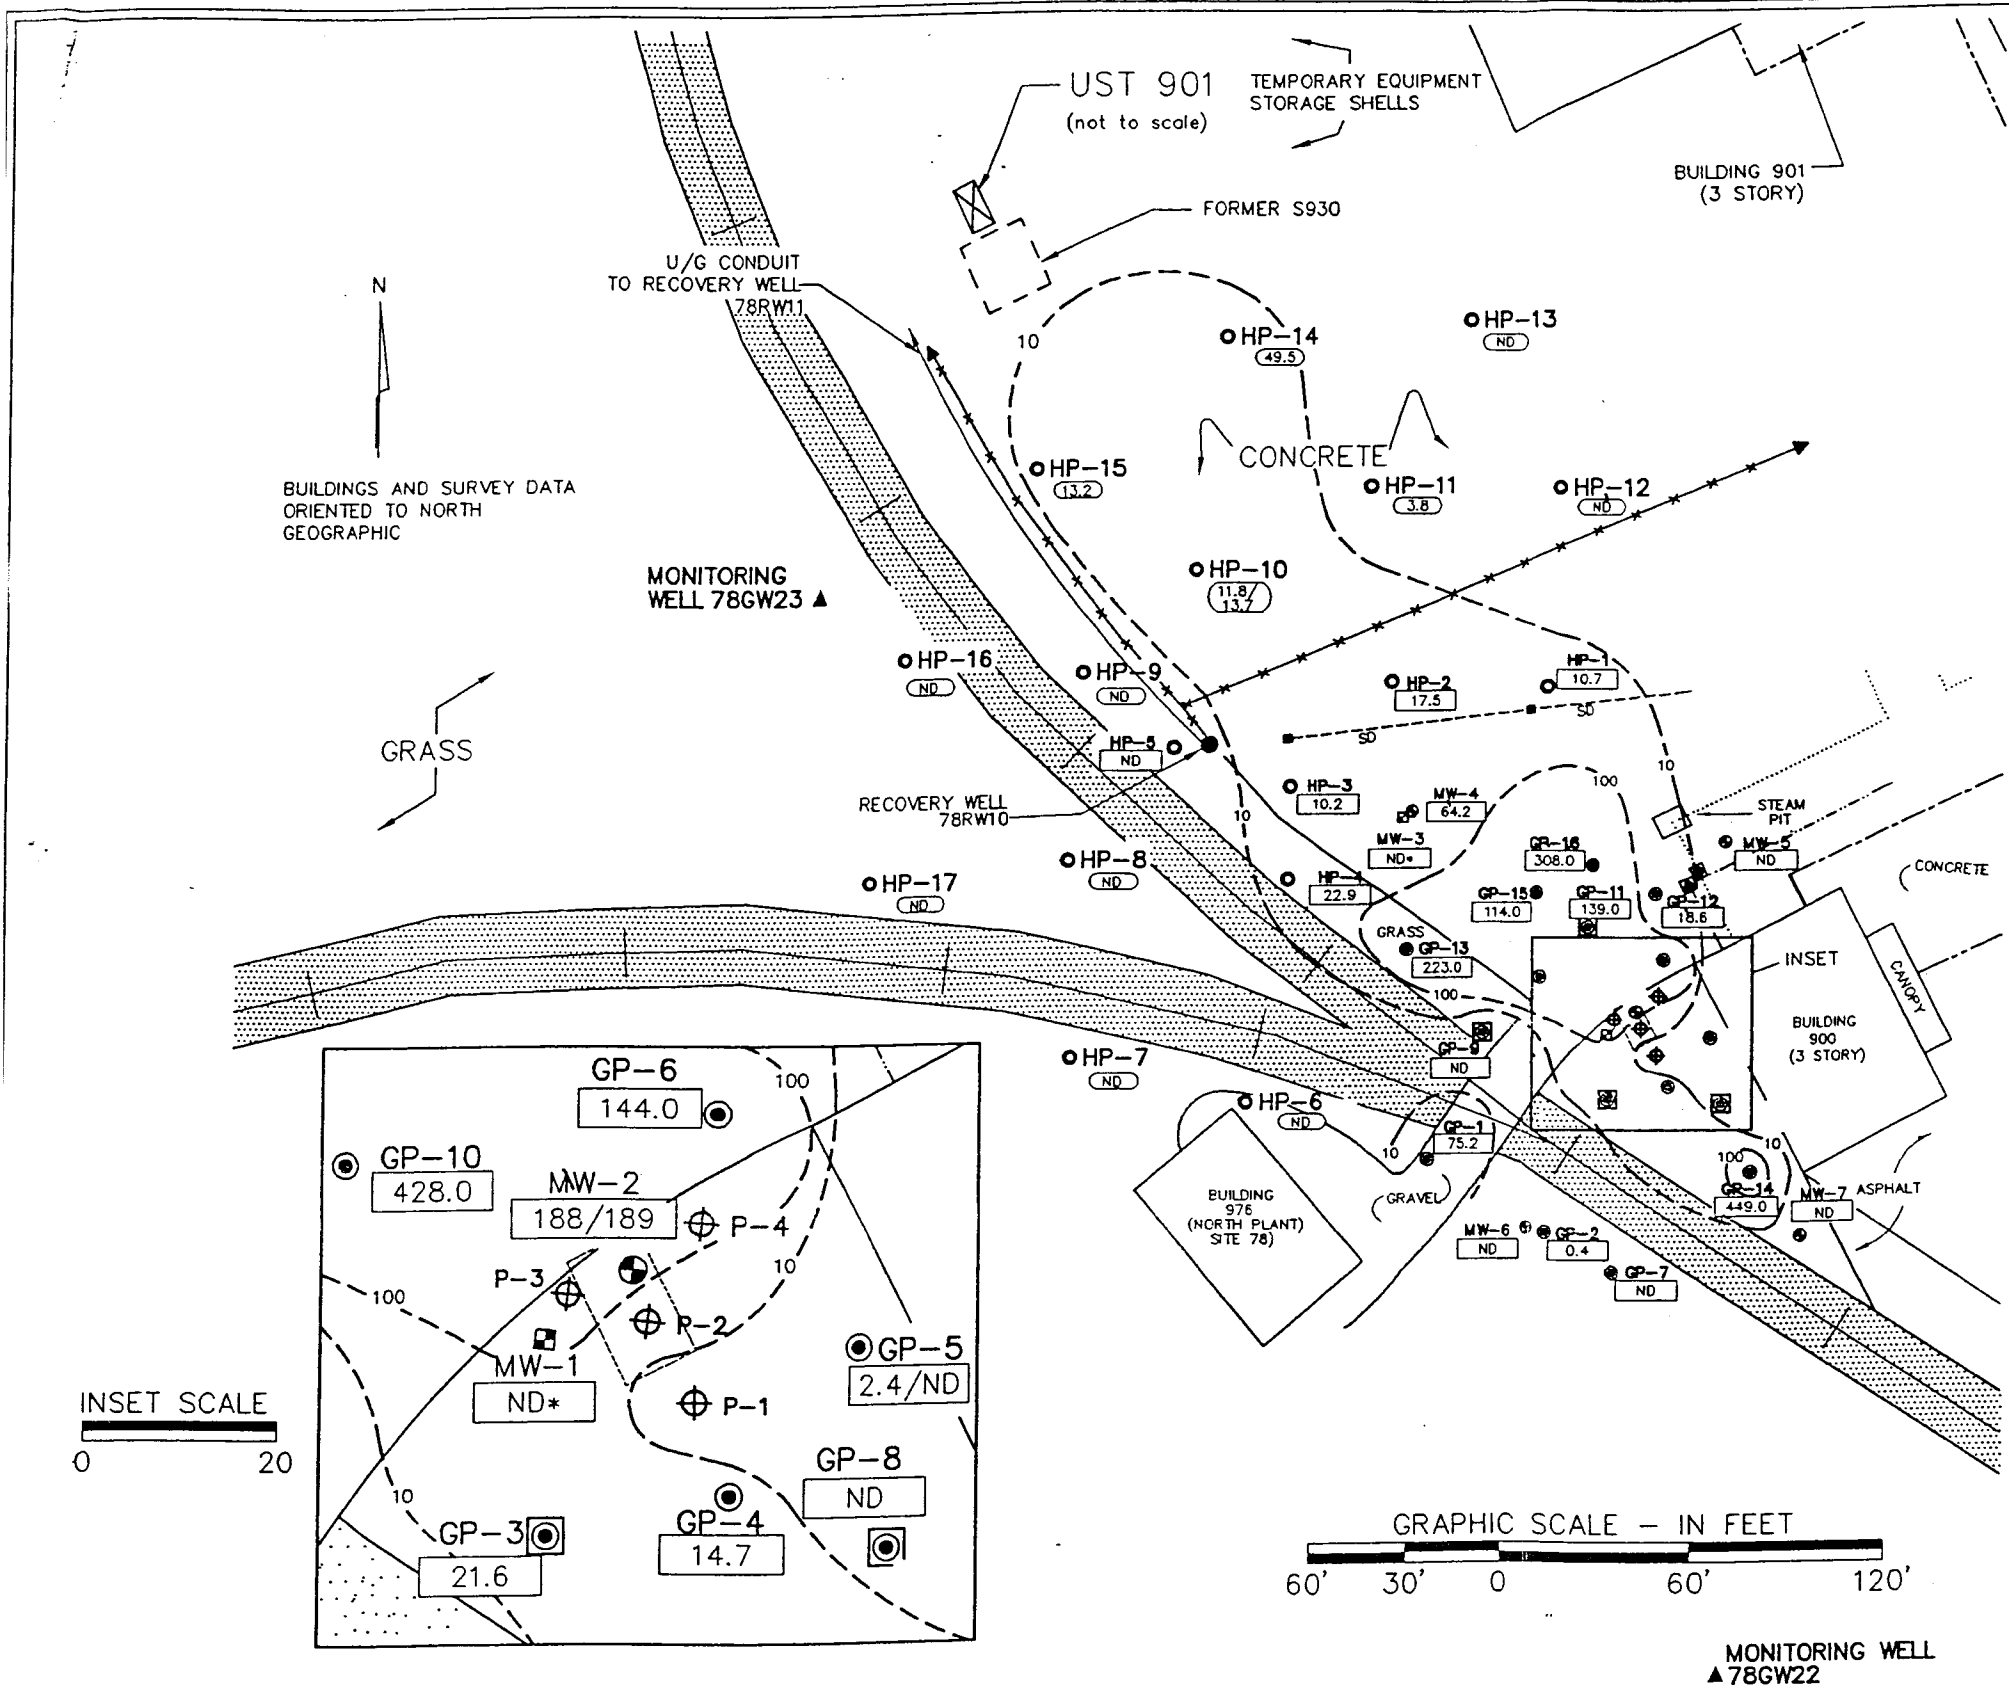 UST 901
(not to scale)
TEMPORARY EQUIPMENT
STORAGE SHELLS
BUILDING 901
(3 STORY)
FORMER S930
U/G CONDUIT
TO RECOVERY WELL
78RW11
N
BUILDINGS AND SURVEY DATA
ORIENTED TO NORTH
GEOGRAPHIC
10
HP-14
49.5
HP-13
ND
CONCRETE
HP-15
13.2
HP-11
3.8
HP-12
ND
MONITORING
WELL 78GW23
HP-10
11.8/
13.7
HP-16
ND
HP-9
ND
HP-1
10.7
HP-2
17.5
SD
SD
GRASS
HP-5
ND
RECOVERY WELL
78RW10
HP-3
10.2
10
MW-4
64.2
100
10
STEAM
PIT
MW-3
ND*
GP-16
308.0
MW-5
ND
CONCRETE
HP-8
ND
HP-17
ND
HP-4
22.9
GP-15
114.0
GP-11
139.0
GP-12
18.6
GRASS
GP-13
223.0
100
INSET
CANOPY
BUILDING
900
(3 STORY)
GP-9
ND
HP-7
ND
HP-6
ND
GP-1
75.2
10
10
100
GP-14
449.0
MW-7
ND
ASPHALT
GRAVEL
BUILDING
976
(NORTH PLANT)
SITE 78)
MW-6
ND
GP-2
0.4
GP-7
ND
GP-6
144.0
100
GP-10
428.0
MW-2
188/189
P-4
10
P-3
100
P-2
MW-1
ND*
GP-5
2.4/ND
P-1
GP-8
ND
10
GP-3
21.6
GP-4
14.7
INSET SCALE
0 20
GRAPHIC SCALE - IN FEET
60' 30' 0 60' 120'
MONITORING WELL
78GW22